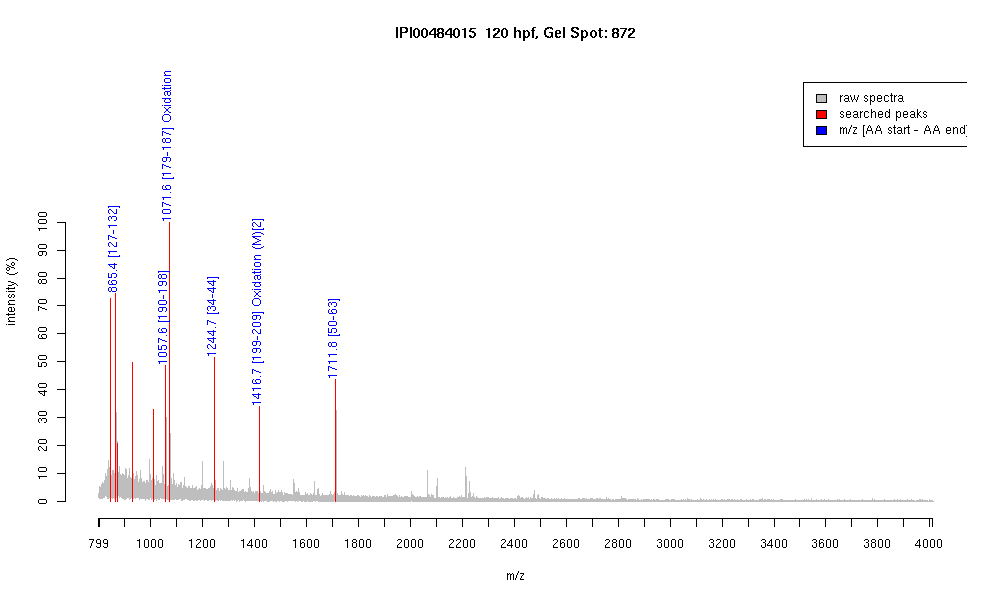 IPI00484015  120 hpf, Gel Spot: 872
raw spectra
searched peaks
m/z [AA start - AA end]
865.4 [127-132]
1057.6 [190-198]
1071.6 [179-187] Oxidation
1244.7 [34-44]
1416.7 [199-209] Oxidation (M)[2]
1711.8 [50-63]
intensity (%)
100
90
80
70
60
50
40
30
20
10
0
799 1000 1200 1400 1600 1800 2000 2200 2400 2600 2800 3000 3200 3400 3600 3800 4000
m/z